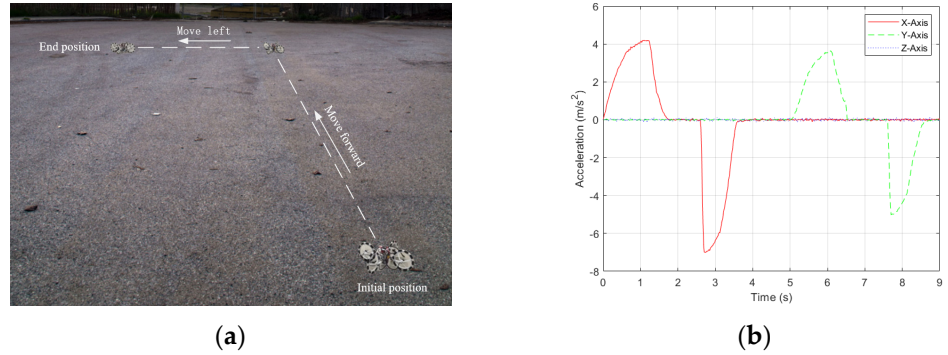 Move left
End position
Move forward
Initial position
(a)
6
4
2
0
-2
-4
-6
-8
Acceleration (m/s²)
0 1 2 3 4 5 6 7 8 9
Time (s)
X-Axis
Y-Axis
Z-Axis
(b)